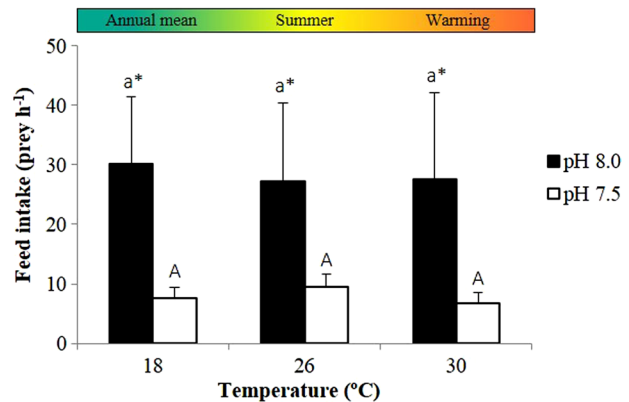 Annual mean Summer Warming
50
a* a* a*
40
Feed intake (prey h⁻¹)
30
pH 8.0
20
pH 7.5
10
A A A
0
18 26 30
Temperature (ºC)